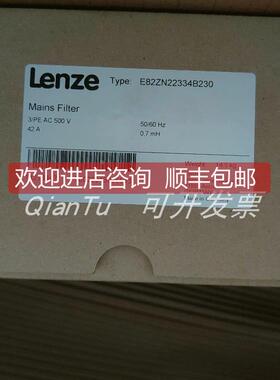 Lenze
Type: E82ZN22334B230
Mains Filter
3/PE AC 500 V
42 A
50/60 Hz
0.7 mH
Weight
欢迎进店咨询 顺丰包邮
QianTu 可开发票